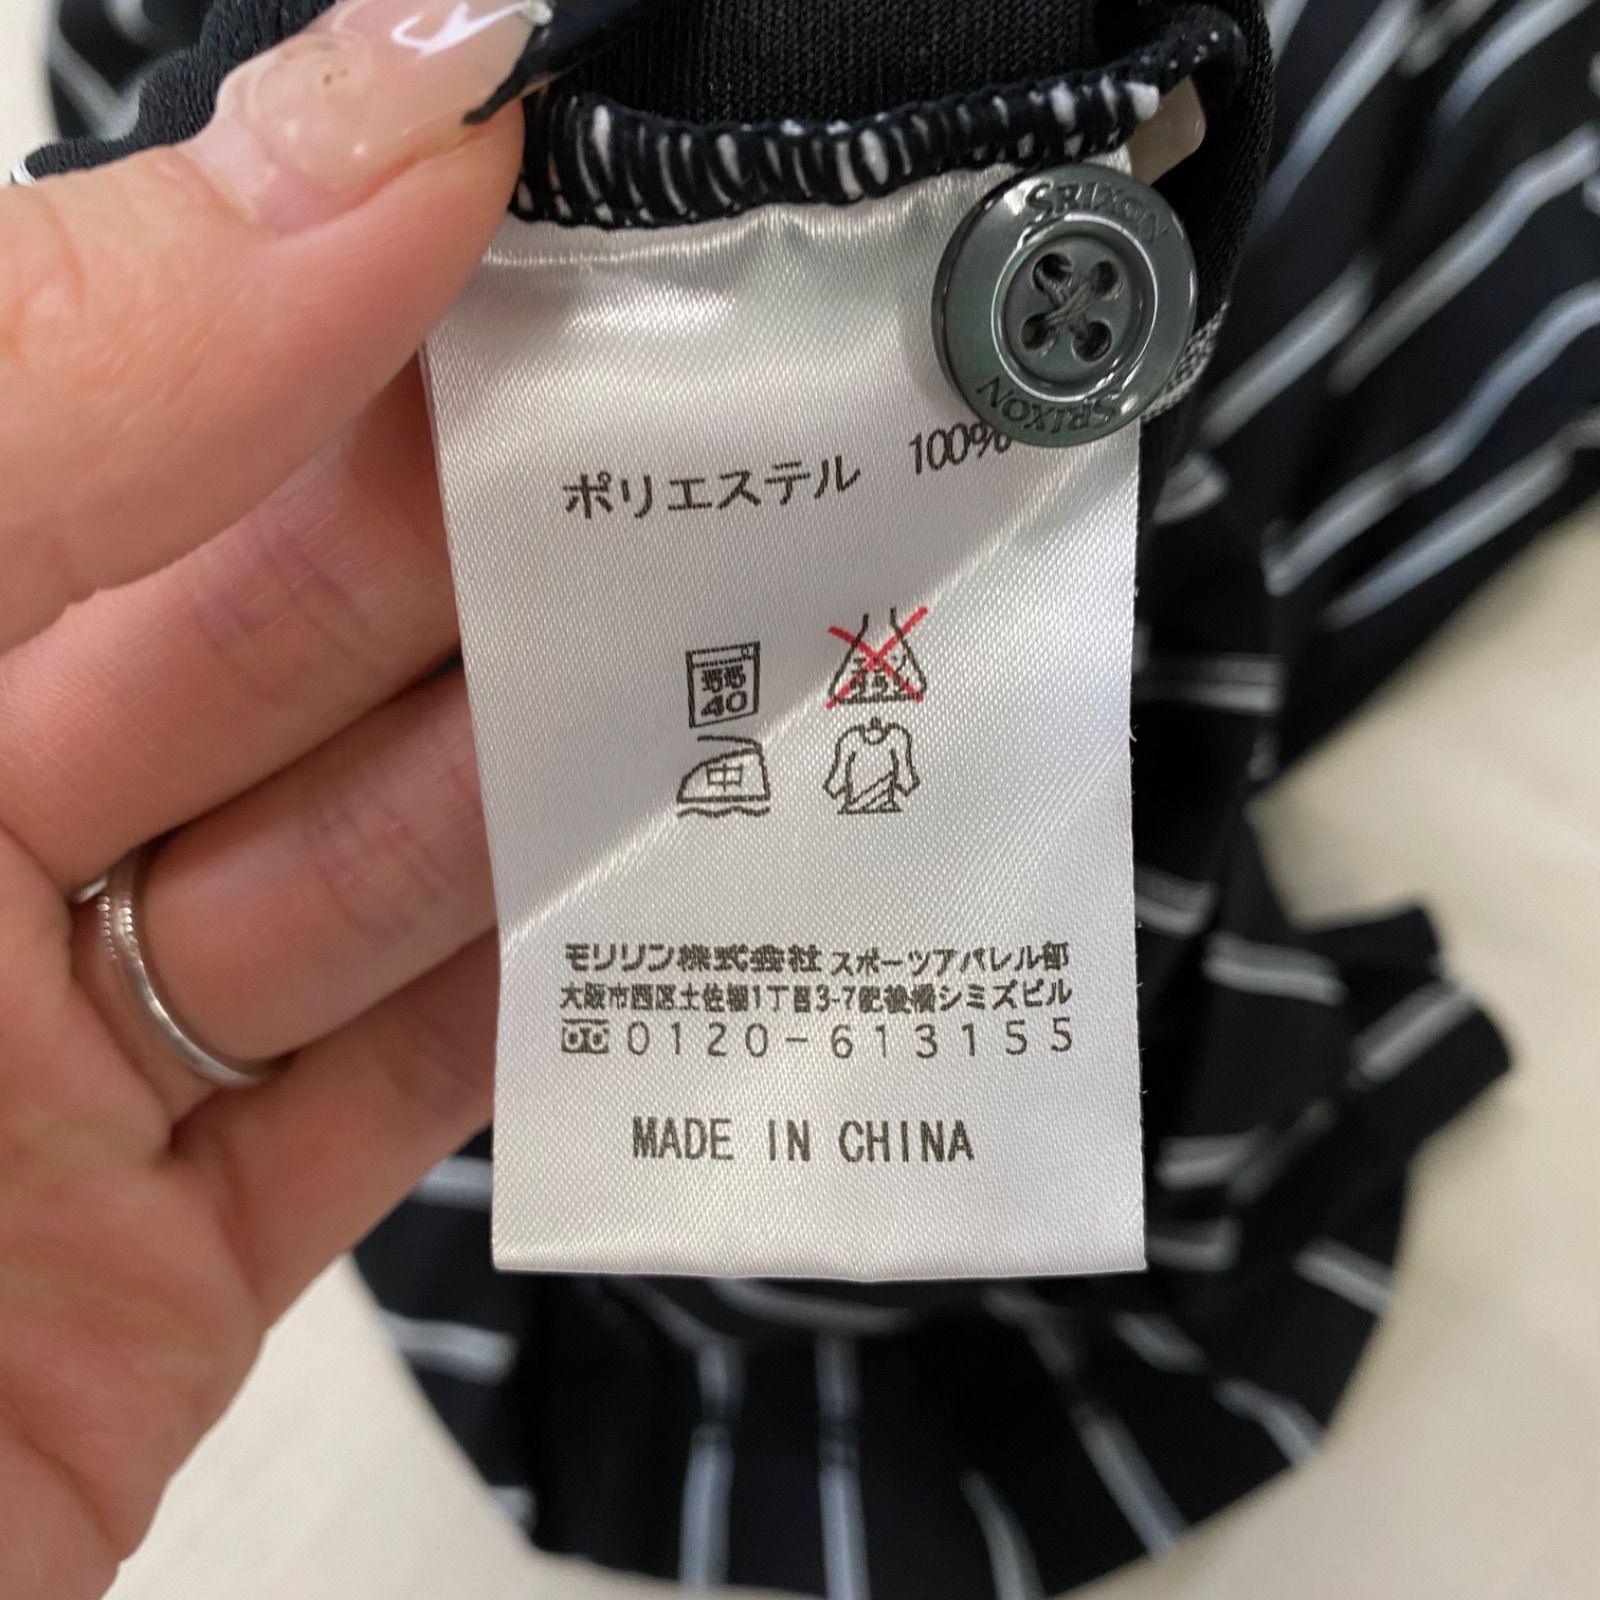 SRIXON
SRIXON
ポリエステル 100%
40
中
モリリン株式会社 スポーツアパレル部
大阪市西区土佐堀1丁目3-7肥後橋シミズビル
0120-613155
MADE IN CHINA